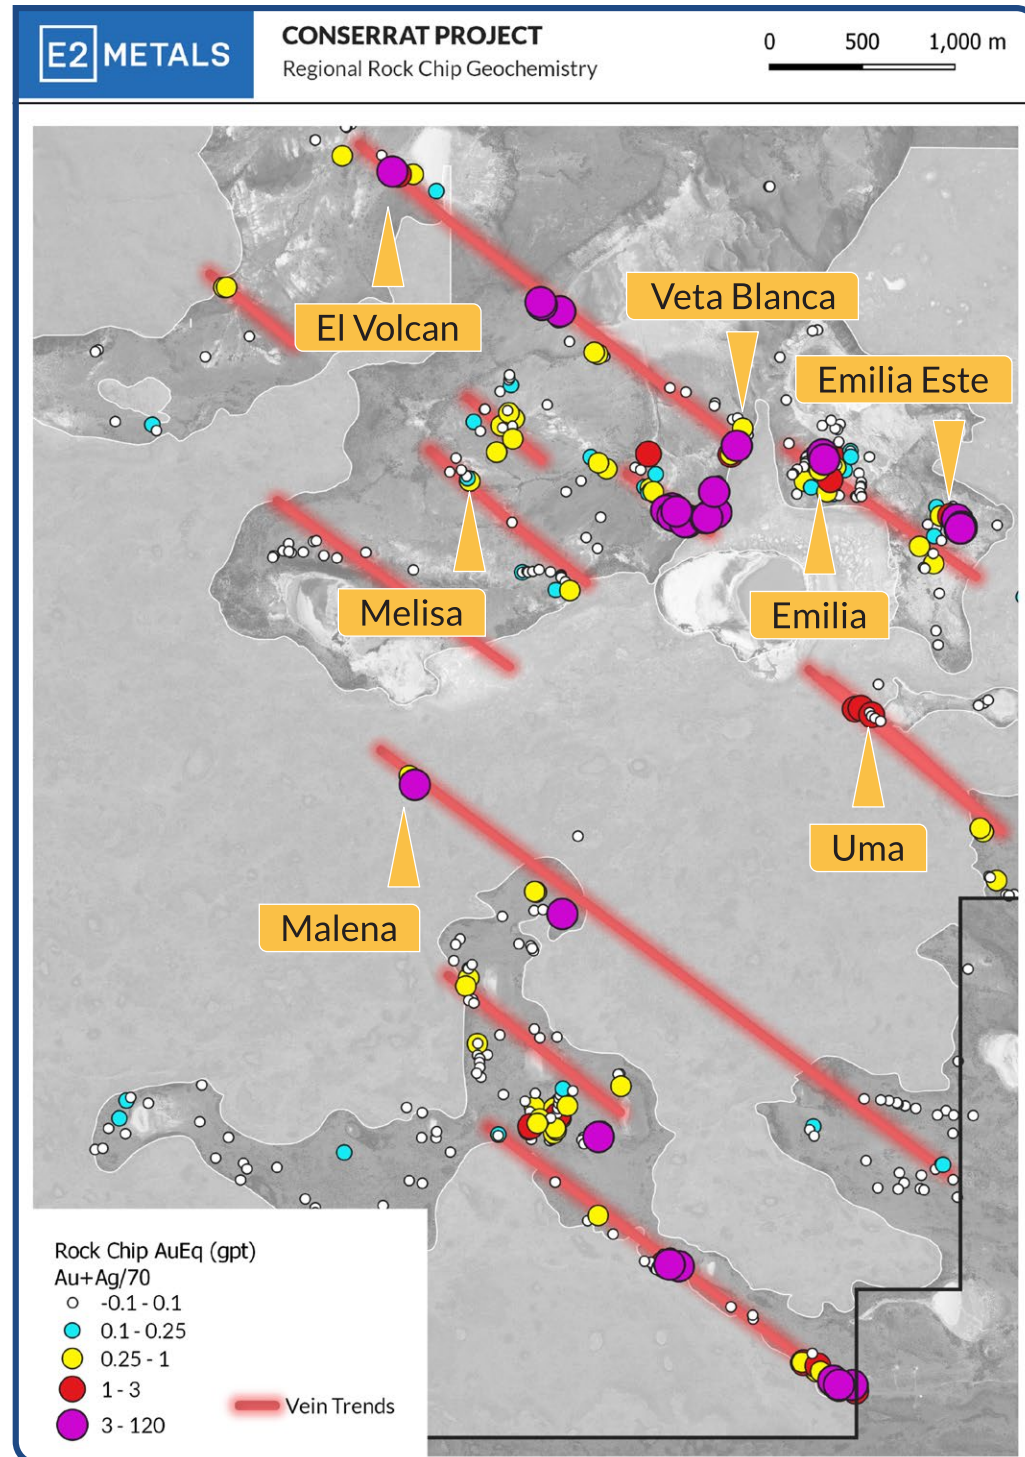 E2 METALS
CONSERRAT PROJECT
Regional Rock Chip Geochemistry
0 500 1,000 m
El Volcan
Veta Blanca
Emilia Este
Melisa
Emilia
Uma
Malena
Rock Chip AuEq (gpt)
Au+Ag/70
-0.1 - 0.1
0.1 - 0.25
0.25 - 1
1 - 3
3 - 120
Vein Trends